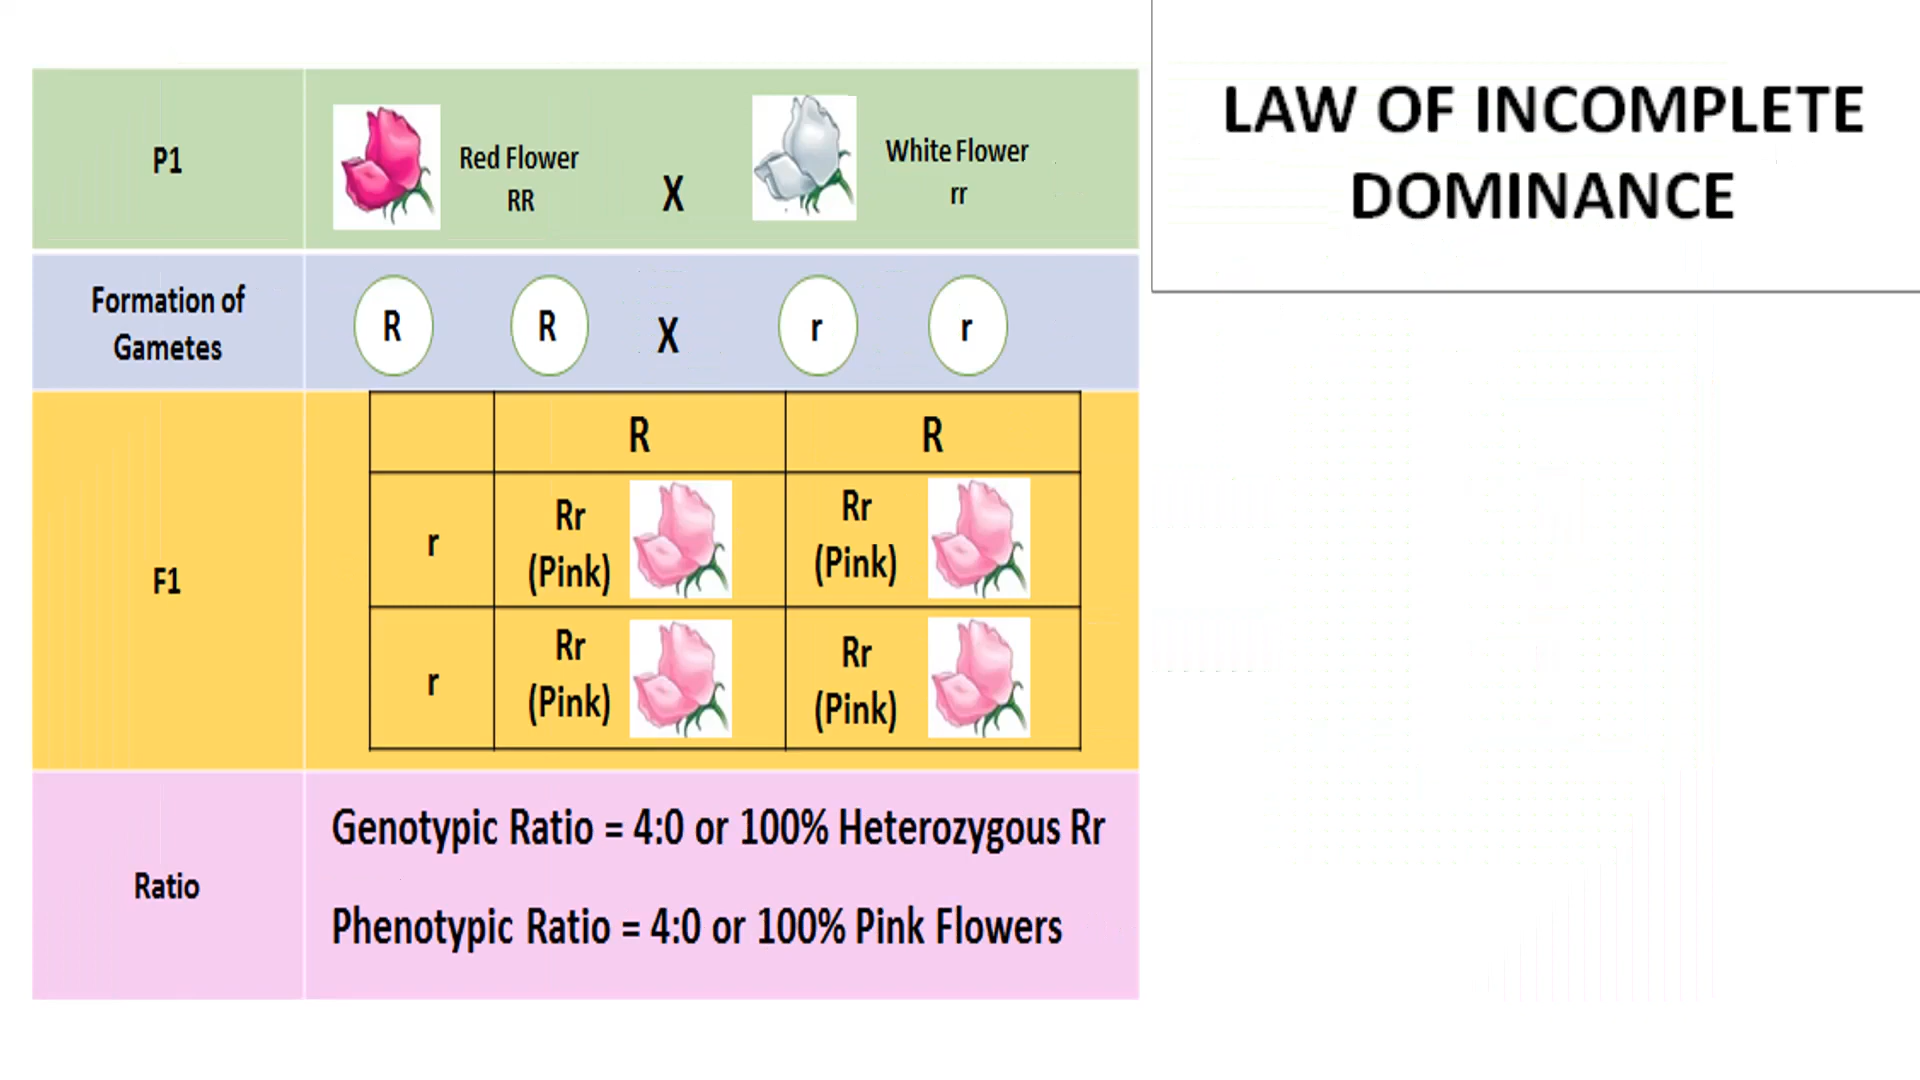 LAW OF INCOMPLETE
DOMINANCE
P1
Red Flower
RR
X
White Flower
rr
Formation of
Gametes
R
R
X
r
r
F1
R
R
r
Rr
(Pink)
Rr
(Pink)
r
Rr
(Pink)
Rr
(Pink)
Ratio
Genotypic Ratio = 4:0 or 100% Heterozygous Rr
Phenotypic Ratio = 4:0 or 100% Pink Flowers